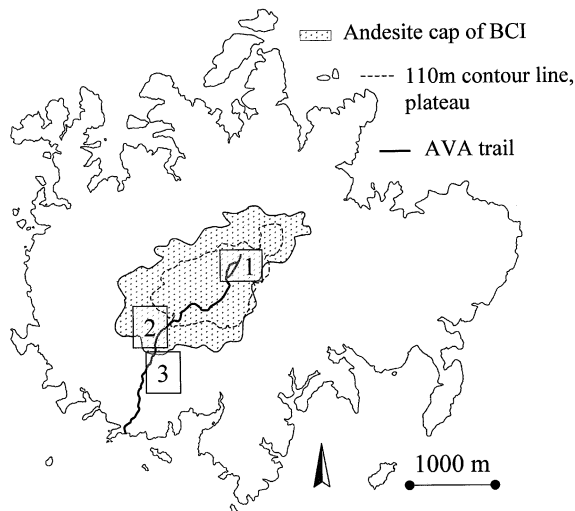 Andesite cap of BCI
110m contour line,
plateau
AVA trail
1
2
3
1000 m